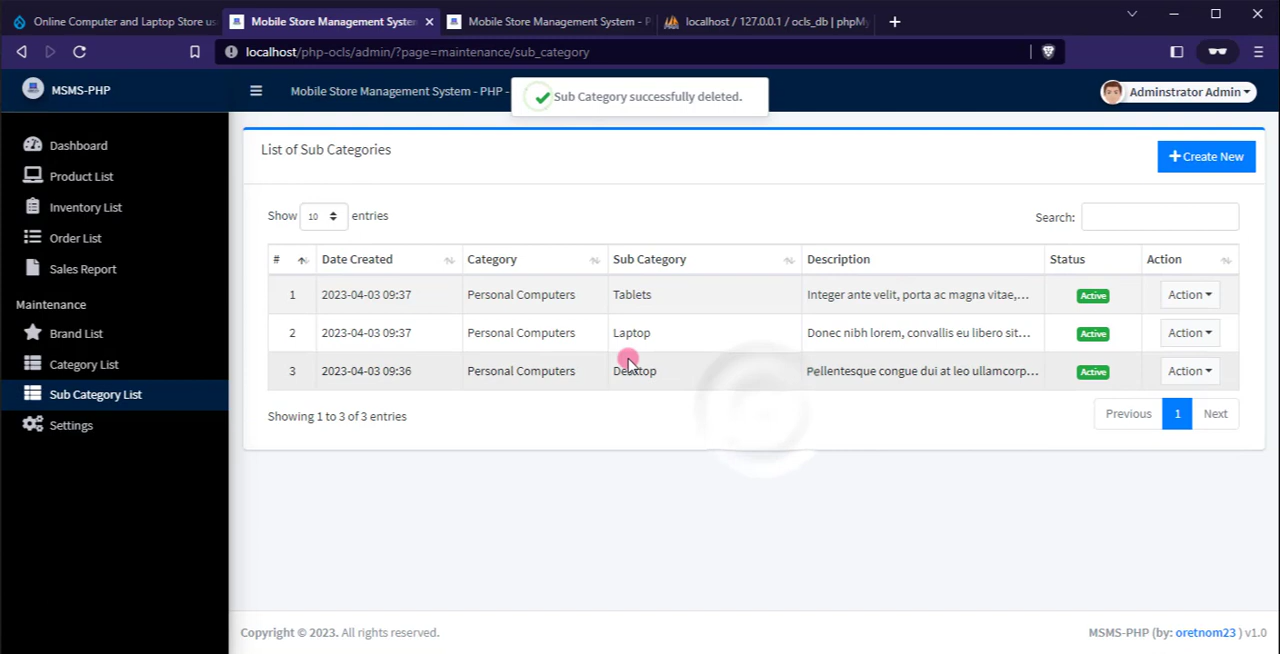 Online Computer and Laptop Store us
Mobile Store Management System
Mobile Store Management System - P
localhost / 127.0.0.1 / ocls_db | phpMy
localhost/php-ocls/admin/?page=maintenance/sub_category
MSMS-PHP
Mobile Store Management System - PHP -
Sub Category successfully deleted.
Adminstrator Admin
Dashboard
Product List
Inventory List
Order List
Sales Report
Maintenance
Brand List
Category List
Sub Category List
Settings
List of Sub Categories
Create New
Show 10 entries
Search:
# Date Created Category Sub Category Description Status Action
1 2023-04-03 09:37 Personal Computers Tablets Integer ante velit, porta ac magna vitae,... Active Action
2 2023-04-03 09:37 Personal Computers Laptop Donec nibh lorem, convallis eu libero sit... Active Action
3 2023-04-03 09:36 Personal Computers Desktop Pellentesque congue dui at leo ullamcorp... Active Action
Showing 1 to 3 of 3 entries
Previous 1 Next
Copyright © 2023. All rights reserved.
MSMS-PHP (by: oretnom23 ) v1.0